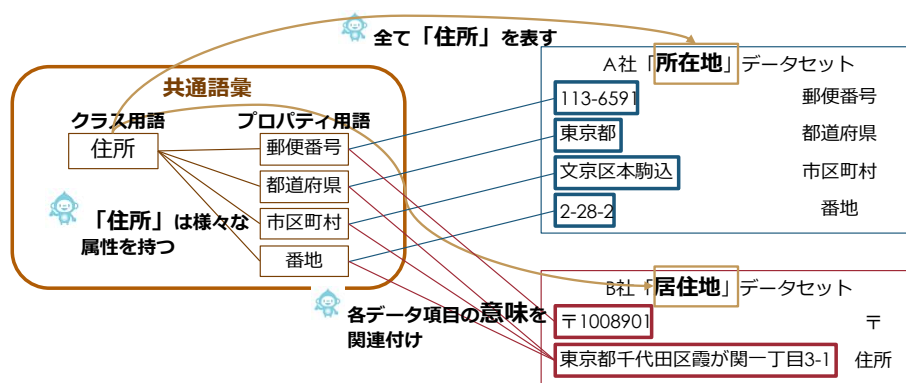 全て「住所」を表す
共通語彙
クラス用語
プロパティ用語
住所
郵便番号
都道府県
市区町村
番地
「住所」は様々な
属性を持つ
各データ項目の意味を
関連付け
A社「所在地」データセット
113-6591 郵便番号
東京都 都道府県
文京区本駒込 市区町村
2-28-2 番地
B社「居住地」データセット
〒1008901 〒
東京都千代田区霞が関一丁目3-1 住所